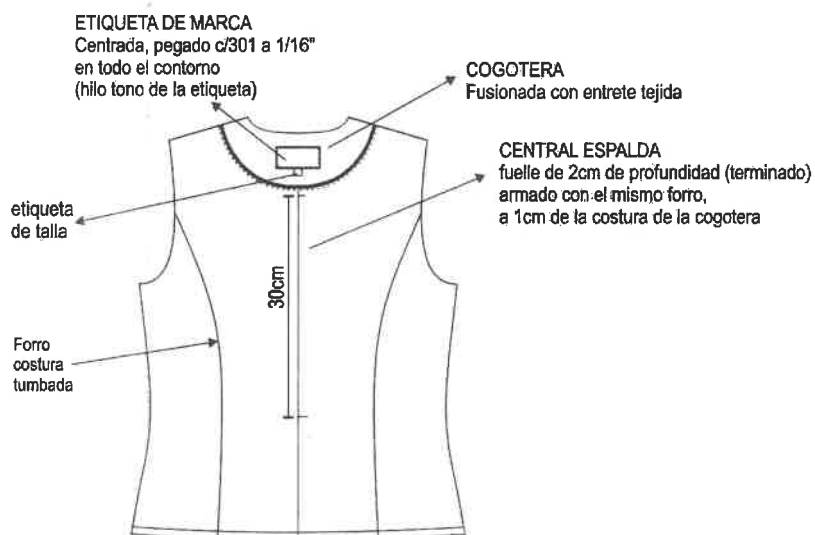 ETIQUETA DE MARCA
Centrada, pegado c/301 a 1/16"
en todo el contorno
(hilo tono de la etiqueta)
COGOTERA
Fusionada con entrete tejida
CENTRAL ESPALDA
fuelle de 2cm de profundidad (terminado)
armado con el mismo forro,
a 1cm de la costura de la cogotera
etiqueta
de talla
30cm
Forro
costura
tumbada